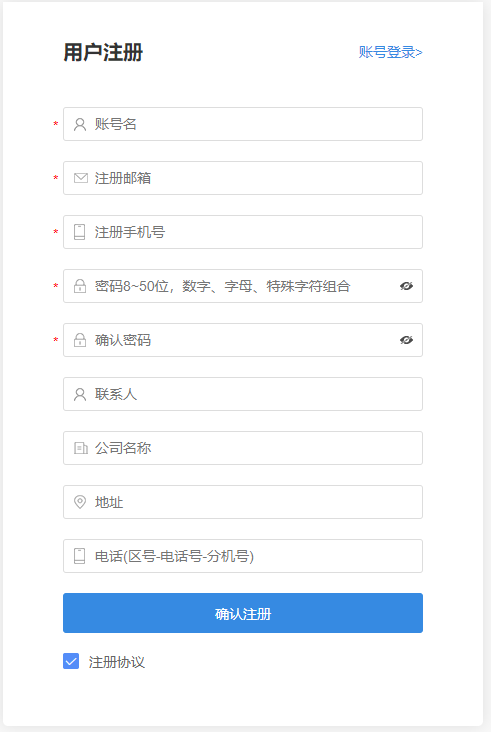 用户注册
账号登录>
* 账号名
* 注册邮箱
* 注册手机号
* 密码8~50位，数字、字母、特殊字符组合
* 确认密码
联系人
公司名称
地址
电话(区号-电话号-分机号)
确认注册
注册协议